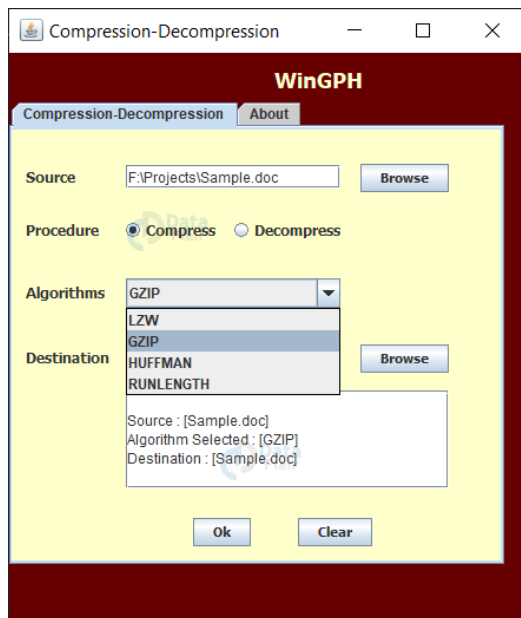 Compression-Decompression
WinGPH
Compression-Decompression About
Source F:\Projects\Sample.doc Browse
Procedure Compress Decompress
Algorithms GZIP
LZW
GZIP
HUFFMAN
RUNLENGTH
Destination Browse
Source : [Sample.doc]
Algorithm Selected : [GZIP]
Destination : [Sample.doc]
Ok Clear